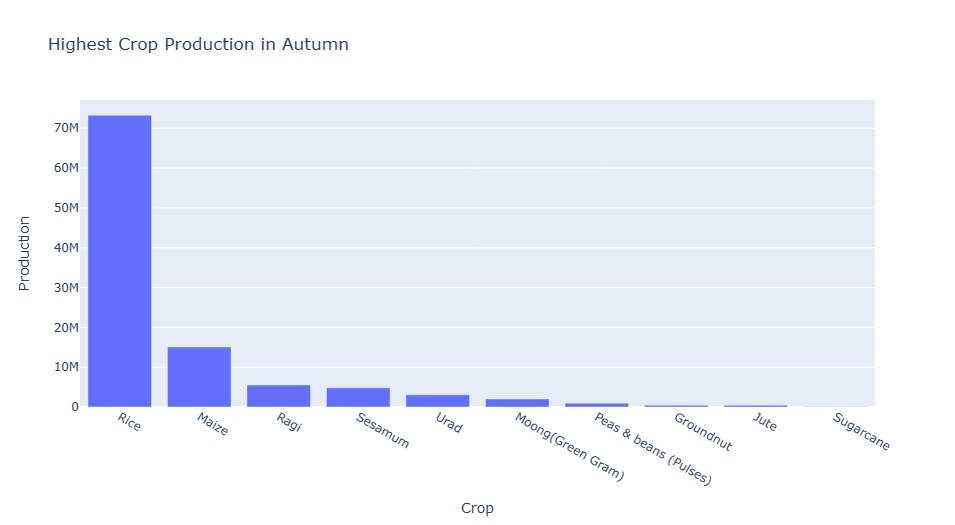 Highest Crop Production in Autumn
Production
70M
60M
50M
40M
30M
20M
10M
0
Rice
Maize
Ragi
Sesamum
Urad
Moong(Green Gram)
Peas & beans (Pulses)
Groundnut
Jute
Sugarcane
Crop